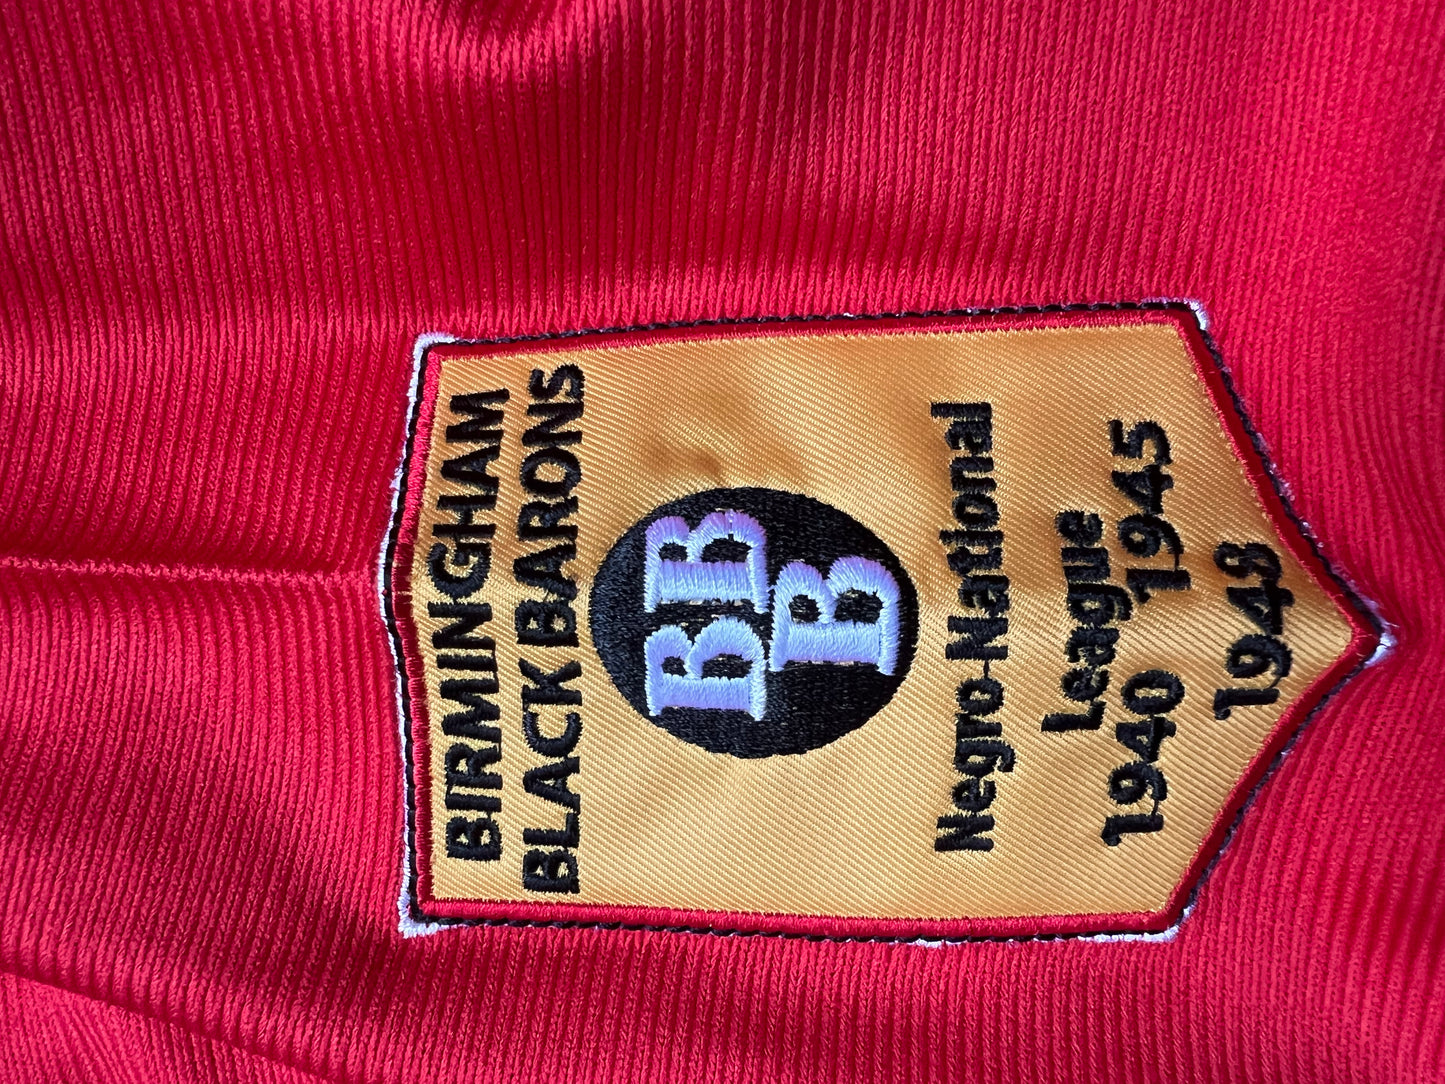 BIRMINGHAM
BLACK BARONS
BB
B
Negro National
League
1940 1945
1948